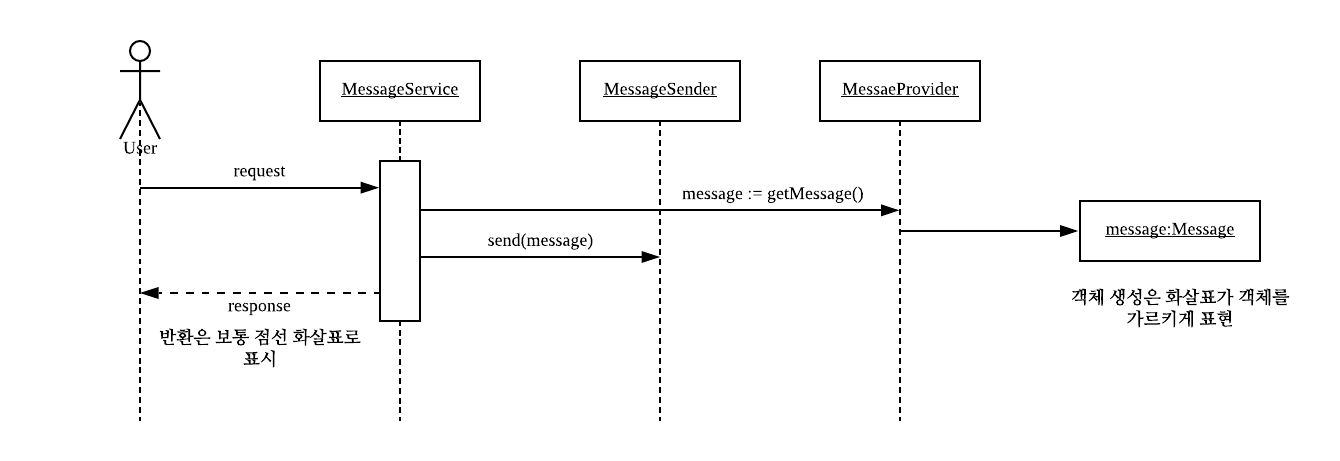 User
MessageService
MessageSender
MessaeProvider
request
message := getMessage()
send(message)
message:Message
response
객체 생성은 화살표가 객체를
가르키게 표현
반환은 보통 점선 화살표로
표시